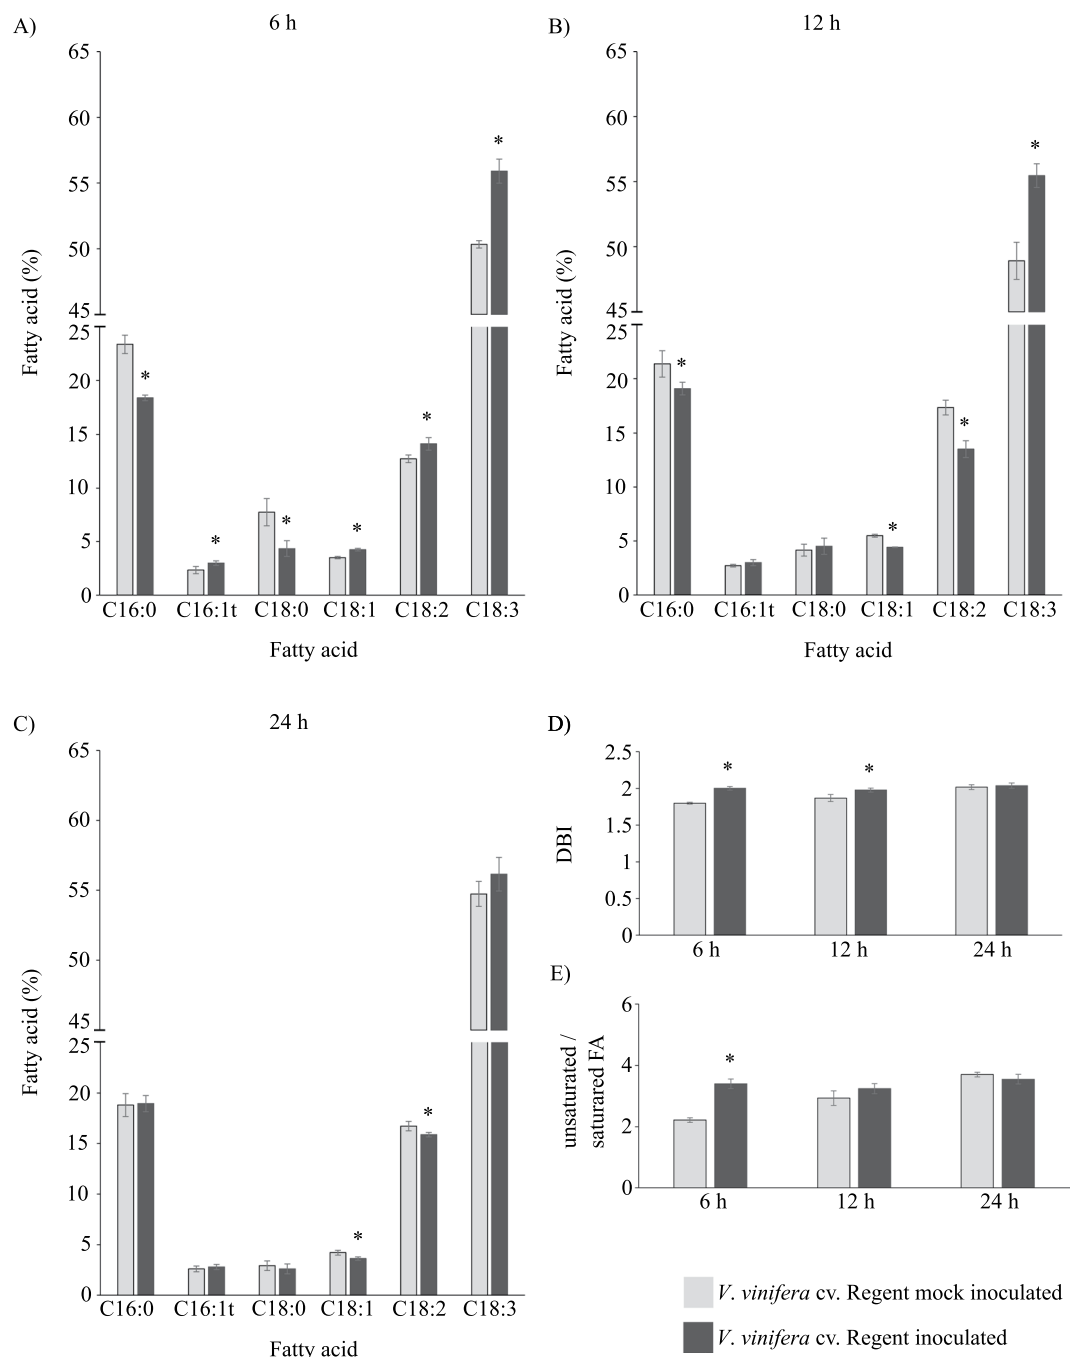 A)
6 h
65
60
55
50
45
25
20
15
10
5
0
Fatty acid (%)
*
*
*
*
*
*
C16:0 C16:1t C18:0 C18:1 C18:2 C18:3
Fatty acid
B)
12 h
65
60
55
50
45
25
20
15
10
5
0
Fatty acid (%)
*
*
*
*
C16:0 C16:1t C18:0 C18:1 C18:2 C18:3
Fatty acid
C)
24 h
65
60
55
50
45
25
20
15
10
5
0
Fatty acid (%)
*
*
C16:0 C16:1t C18:0 C18:1 C18:2 C18:3
Fatty acid
D)
2.5
2
1.5
1
0.5
0
DBI
*
*
6 h 12 h 24 h
E)
6
4
2
0
unsaturated /
saturared FA
*
6 h 12 h 24 h
V. vinifera cv. Regent mock inoculated
V. vinifera cv. Regent inoculated